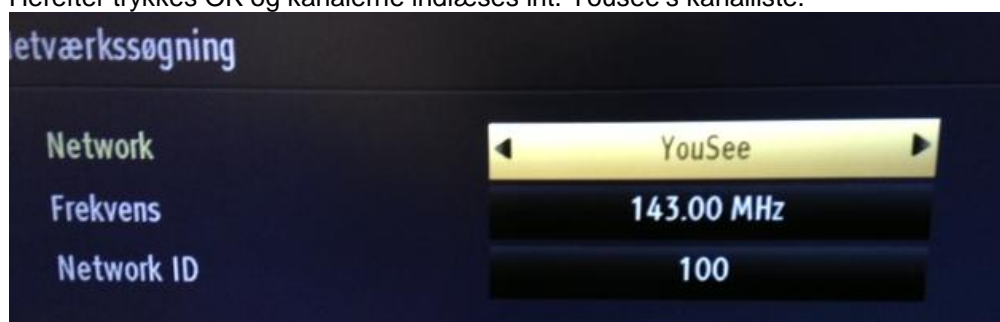 Herefter trykkes OK og kanalerne indlæses iht. Yousee's kanalliste.
etværkssøgning
Network YouSee
Frekvens 143.00 MHz
Network ID 100